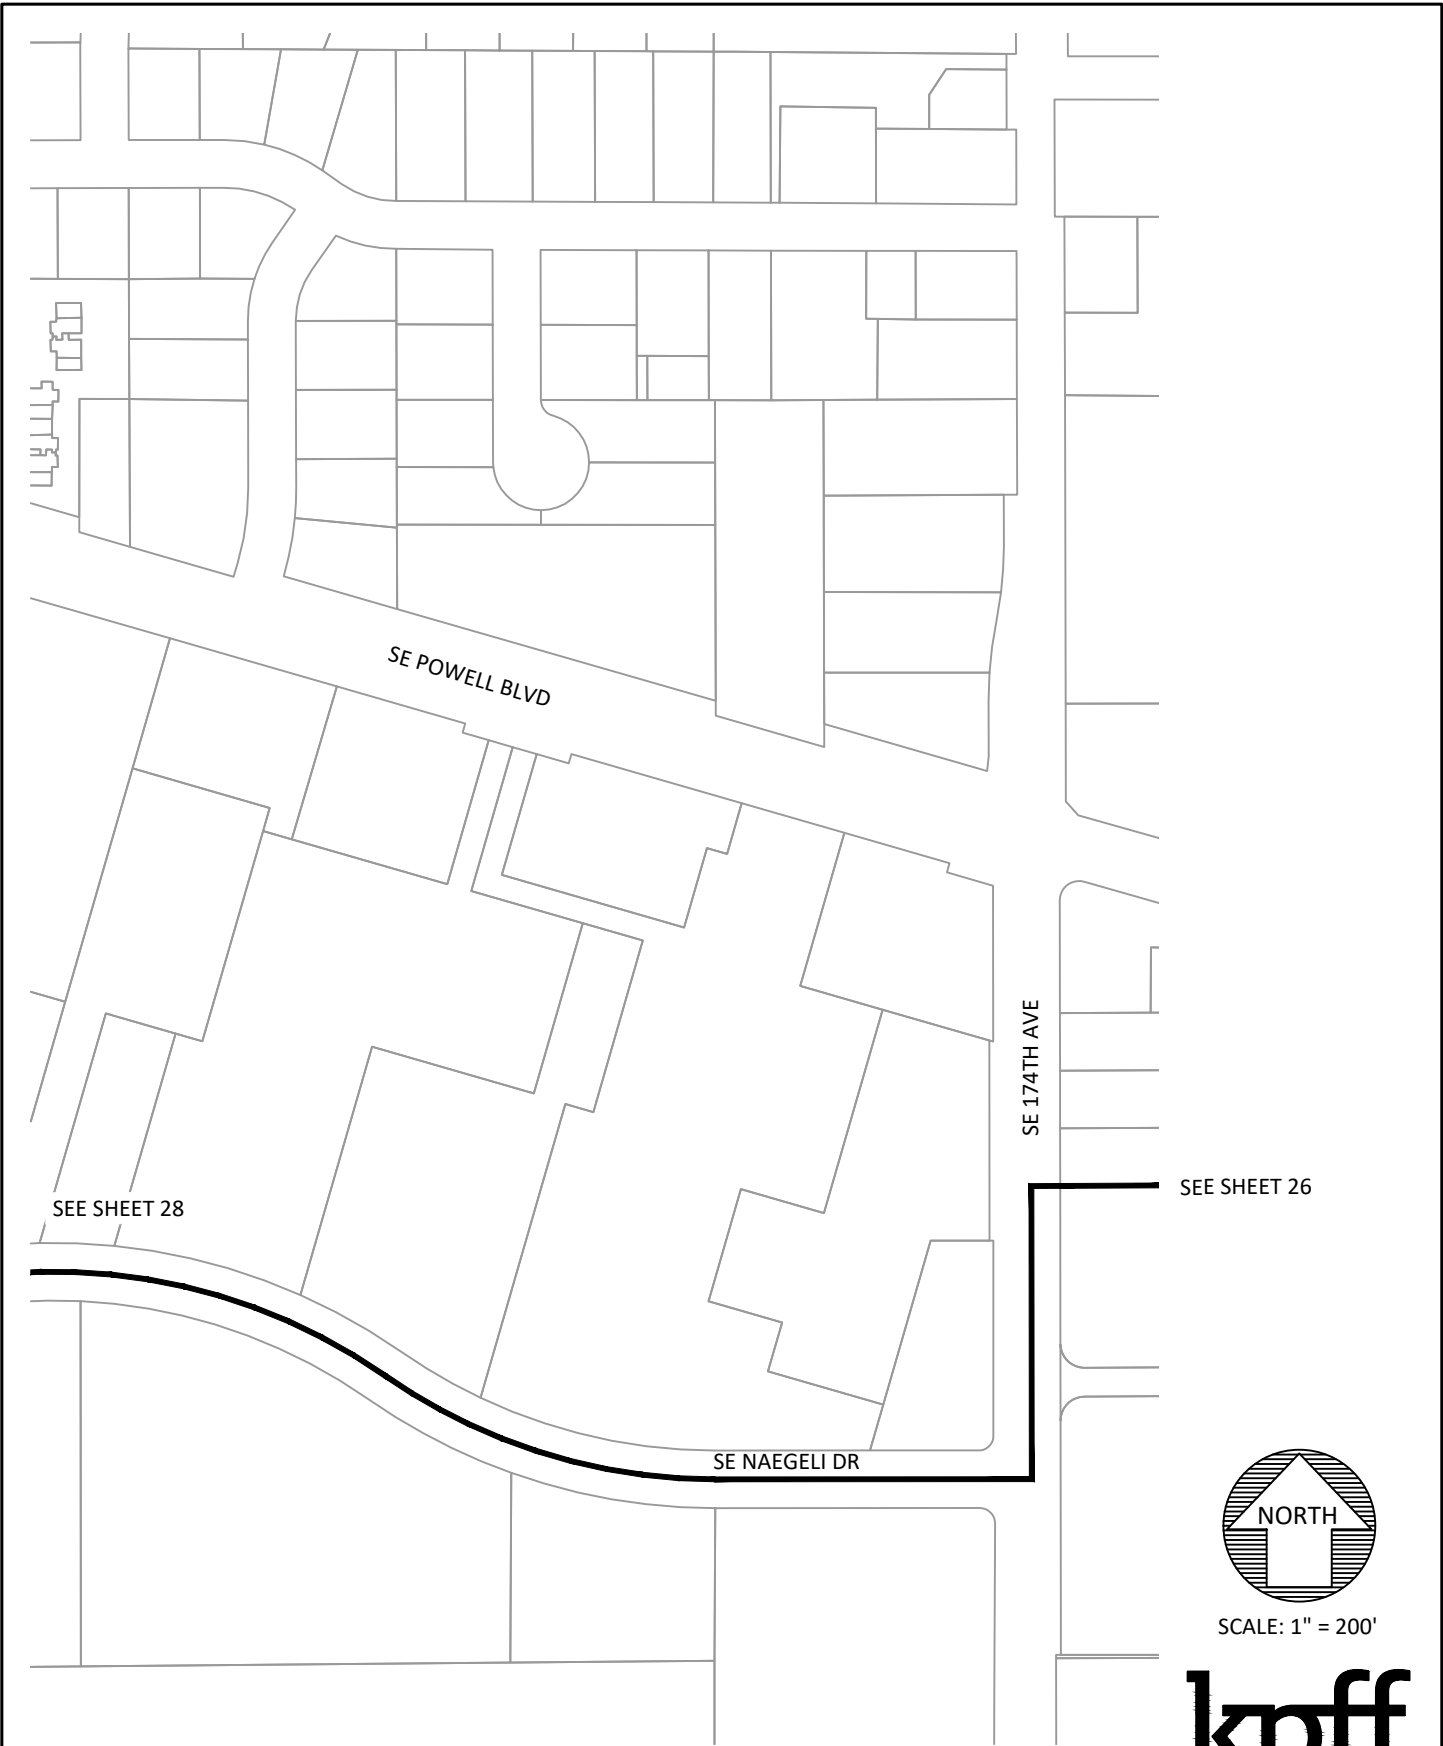 SE POWELL BLVD
SE 174TH AVE
SEE SHEET 26
SEE SHEET 28
SE NAEGELI DR
NORTH
SCALE: 1" = 200'
kpff